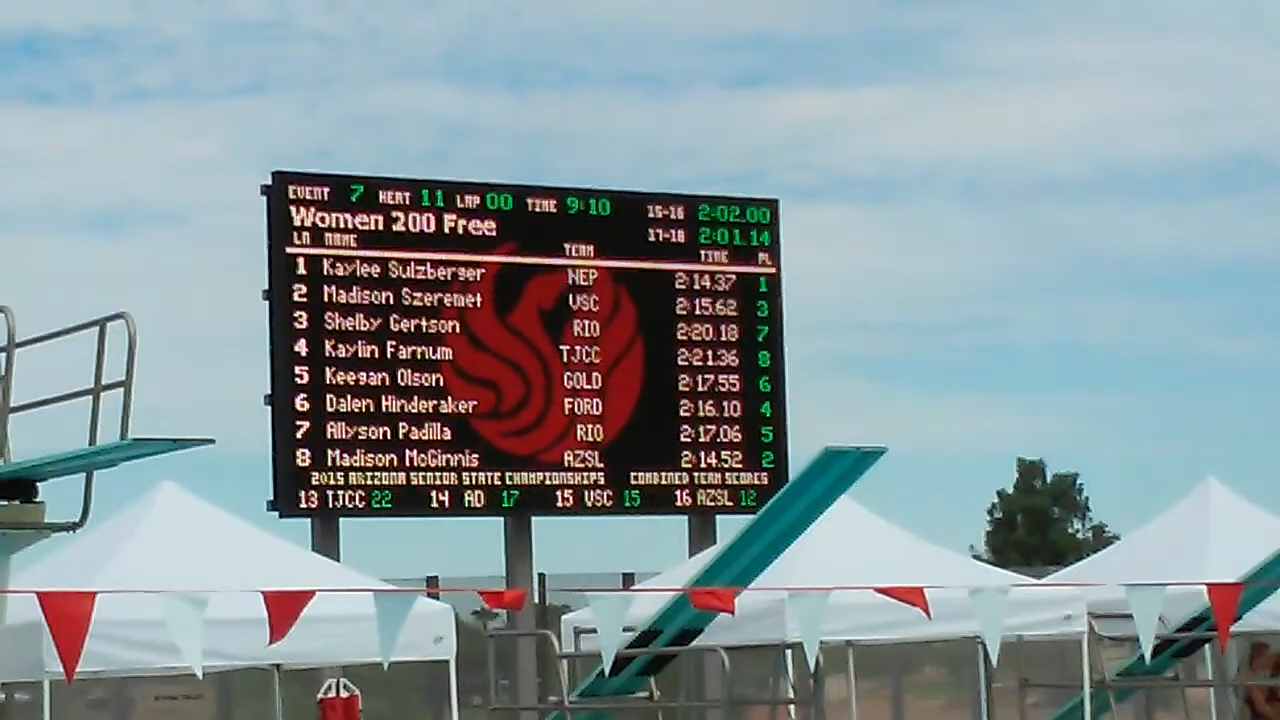 EVENT 7 HEAT 11 LAP 00 TIME 9:10 15-16 2:02.00
Women 200 Free 17-18 2:01.14
LN NAME TEAM TIME PL
1 Kaylee Sulzberger NEP 2:14.37 1
2 Madison Szeremet VSC 2:15.62 3
3 Shelby Gertson RIO 2:20.18 7
4 Kaylin Farnum TJCC 2:21.36 8
5 Keegan Olson GOLD 2:17.55 6
6 Dalen Hinderaker FORD 2:16.10 4
7 Allyson Padilla RIO 2:17.06 5
8 Madison McGinnis AZSL 2:14.52 2
2015 ARIZONA SENIOR STATE CHAMPIONSHIPS COMBINED TEAM SCORES
13 TJCC 22 14 AD 17 15 VSC 15 16 AZSL 12